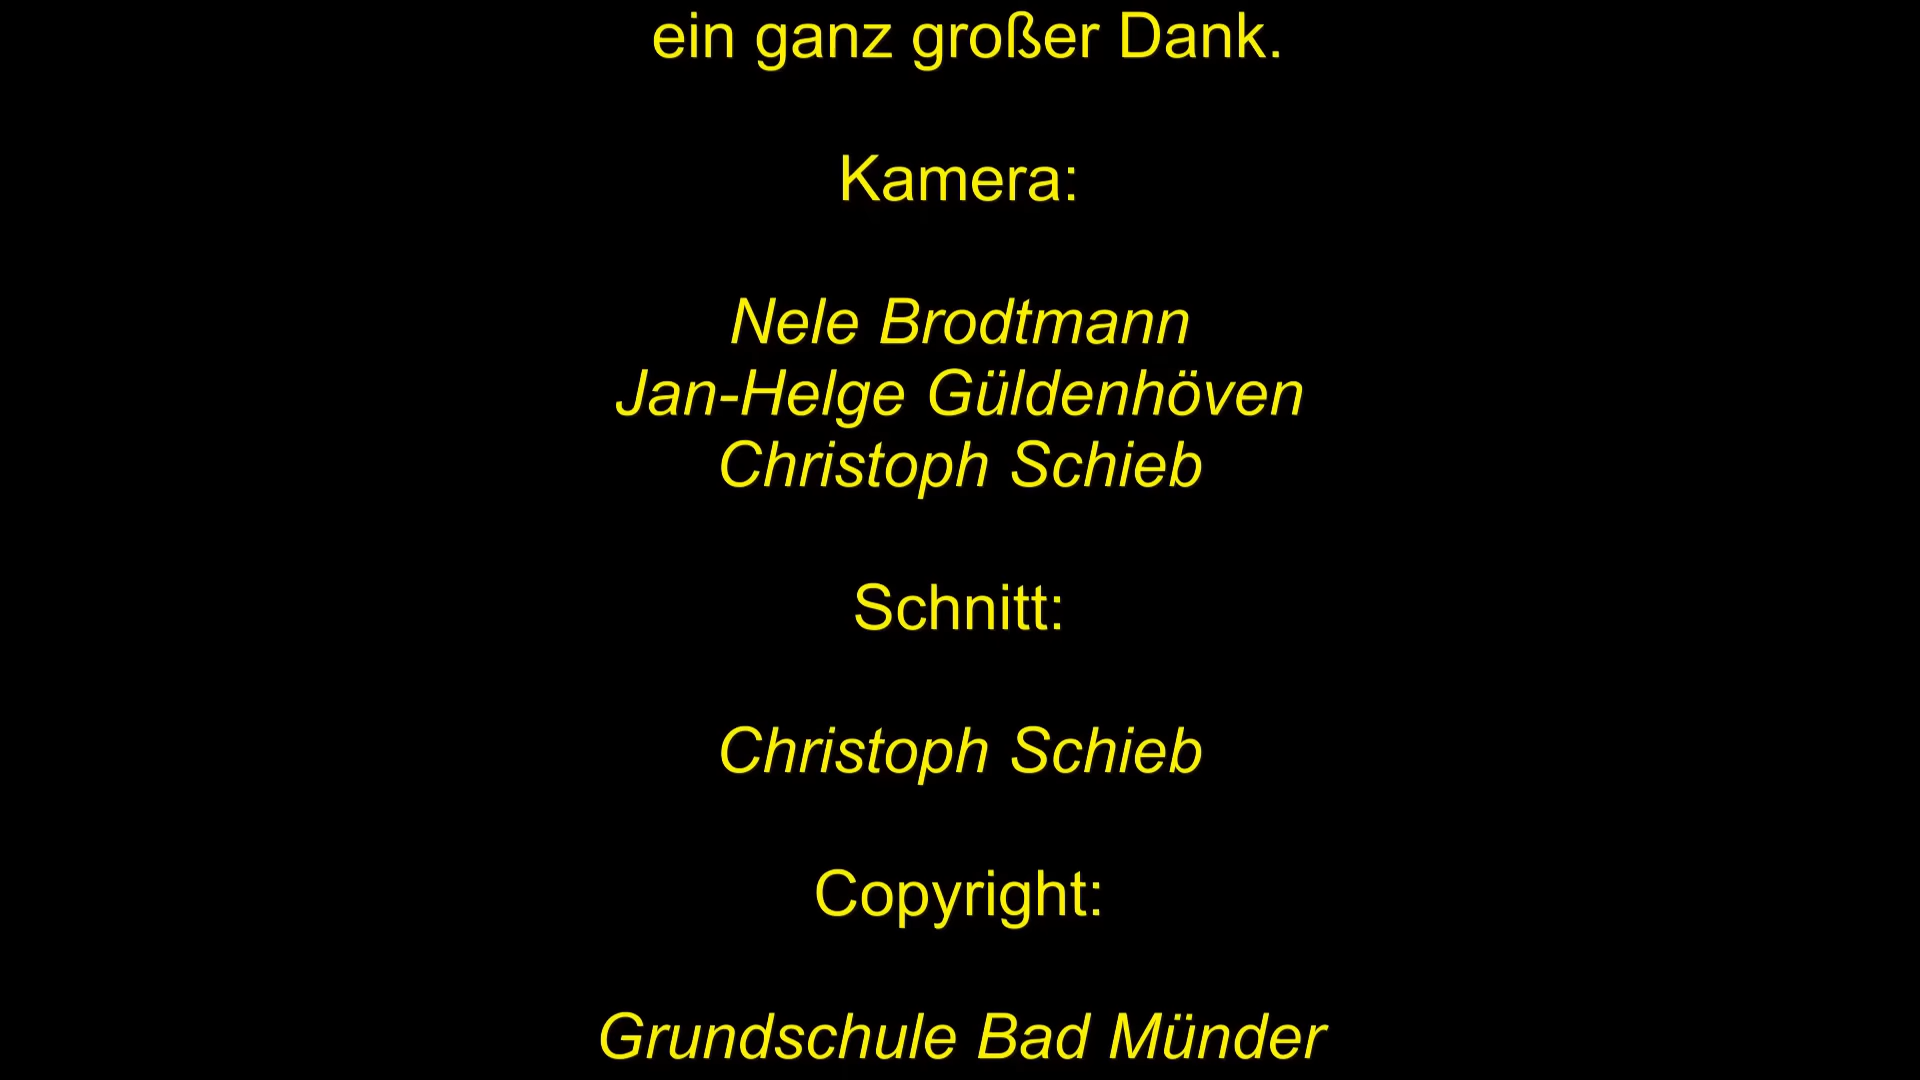 ein ganz großer Dank.
Kamera:
Nele Brodtmann
Jan-Helge Güldenhöven
Christoph Schieb
Schnitt:
Christoph Schieb
Copyright:
Grundschule Bad Münder